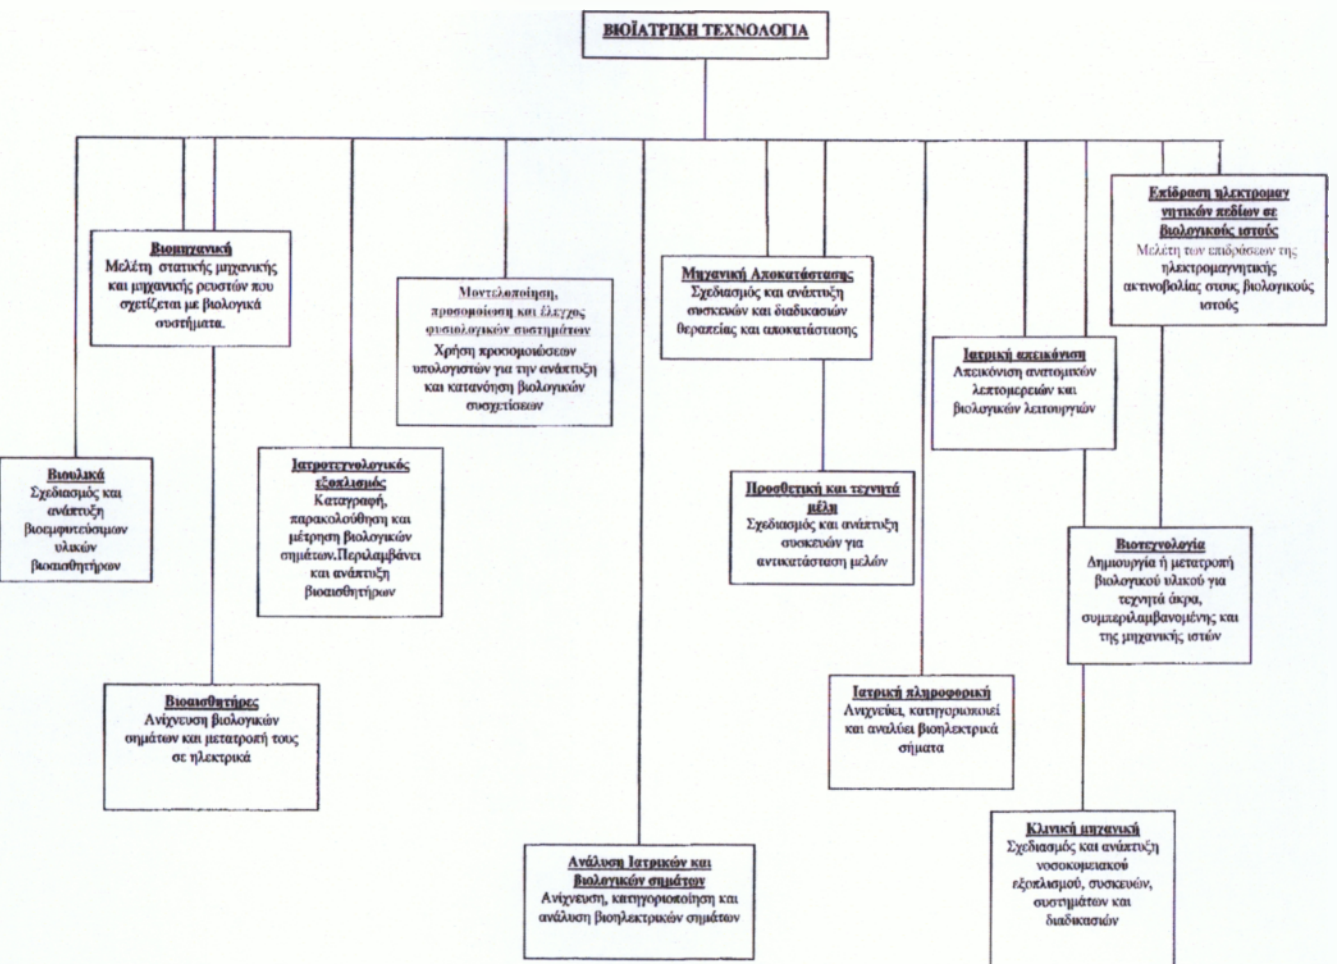 ΒΙΟΪΑΤΡΙΚΗ ΤΕΧΝΟΛΟΓΙΑ
Επίδραση ηλεκτρομαγ
νητικών πεδίων σε
βιολογικούς ιστούς
Μελέτη των επιδράσεων της
ηλεκτρομαγνητικής
ακτινοβολίας στους βιολογικούς
ιστούς
Βιομηχανική
Μελέτη στατικής μηχανικής
και μηχανικής ρευστών που
σχετίζεται με βιολογικά
συστήματα.
Μηχανική Αποκατάστασης
Σχεδιασμός και ανάπτυξη
συσκευών και διαδικασιών
θεραπείας και αποκατάστασης
Μοντελοποίηση,
προσομοίωση και έλεγχος
φυσιολογικών συστημάτων
Χρήση προσομοιώσεων
υπολογιστών για την ανάπτυξη
και κατανόηση βιολογικών
συσχετίσεων
Ιατρική απεικόνιση
Απεικόνιση ανατομικών
λεπτομερειών και
βιολογικών λειτουργιών
Βιουλικά
Σχεδιασμός και
ανάπτυξη
βιοεμφυτεύσιμων
υλικών
βιοαισθητήρων
Ιατροτεχνολογικός
εξοπλισμός
Καταγραφή,
παρακολούθηση και
μέτρηση βιολογικών
σημάτων.Περιλαμβάνει
και ανάπτυξη
βιοαισθητήρων
Προσθετική και τεχνητά
μέλη
Σχεδιασμός και ανάπτυξη
συσκευών για
αντικατάσταση μελών
Βιοτεχνολογία
Δημιουργία ή μετατροπή
βιολογικού υλικού για
τεχνητά άκρα,
συμπεριλαμβανομένης και
της μηχανικής ιστών
Βιοαισθητήρες
Ανίχνευση βιολογικών
σημάτων και μετατροπή τους
σε ηλεκτρικά
Ιατρική πληροφορική
Ανιχνεύει, κατηγοριοποιεί
και αναλύει βιοηλεκτρικά
σήματα
Ανάλυση Ιατρικών και
βιολογικών σημάτων
Ανίχνευση, κατηγοριοποίηση και
ανάλυση βιοηλεκτρικών σημάτων
Κλινική μηχανική
Σχεδιασμός και ανάπτυξη
νοσοκομειακού
εξοπλισμού, συσκευών,
συστημάτων και
διαδικασιών